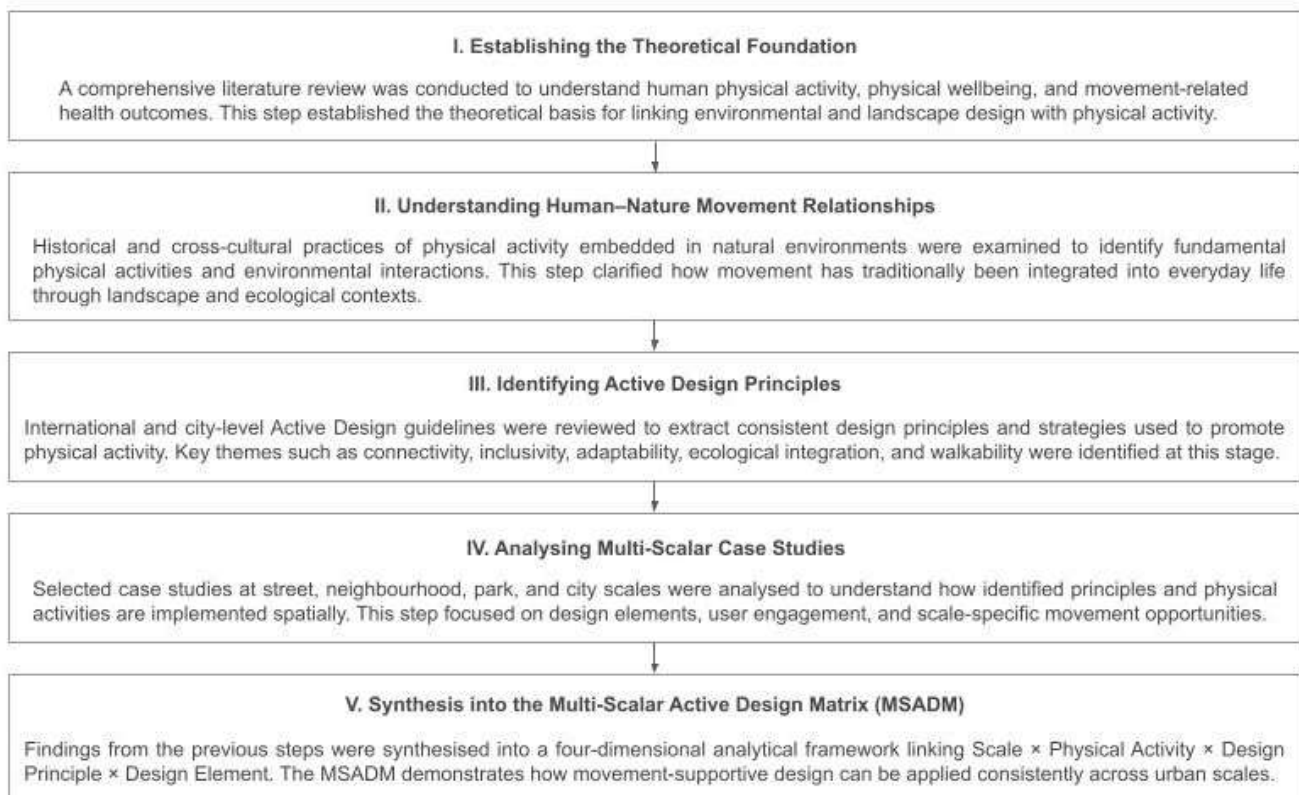 I. Establishing the Theoretical Foundation
A comprehensive literature review was conducted to understand human physical activity, physical wellbeing, and movement-related
health outcomes. This step established the theoretical basis for linking environmental and landscape design with physical activity.
II. Understanding Human–Nature Movement Relationships
Historical and cross-cultural practices of physical activity embedded in natural environments were examined to identify fundamental
physical activities and environmental interactions. This step clarified how movement has traditionally been integrated into everyday life
through landscape and ecological contexts.
III. Identifying Active Design Principles
International and city-level Active Design guidelines were reviewed to extract consistent design principles and strategies used to promote
physical activity. Key themes such as connectivity, inclusivity, adaptability, ecological integration, and walkability were identified at this stage.
IV. Analysing Multi-Scalar Case Studies
Selected case studies at street, neighbourhood, park, and city scales were analysed to understand how identified principles and physical
activities are implemented spatially. This step focused on design elements, user engagement, and scale-specific movement opportunities.
V. Synthesis into the Multi-Scalar Active Design Matrix (MSADM)
Findings from the previous steps were synthesised into a four-dimensional analytical framework linking Scale × Physical Activity × Design
Principle × Design Element. The MSADM demonstrates how movement-supportive design can be applied consistently across urban scales.